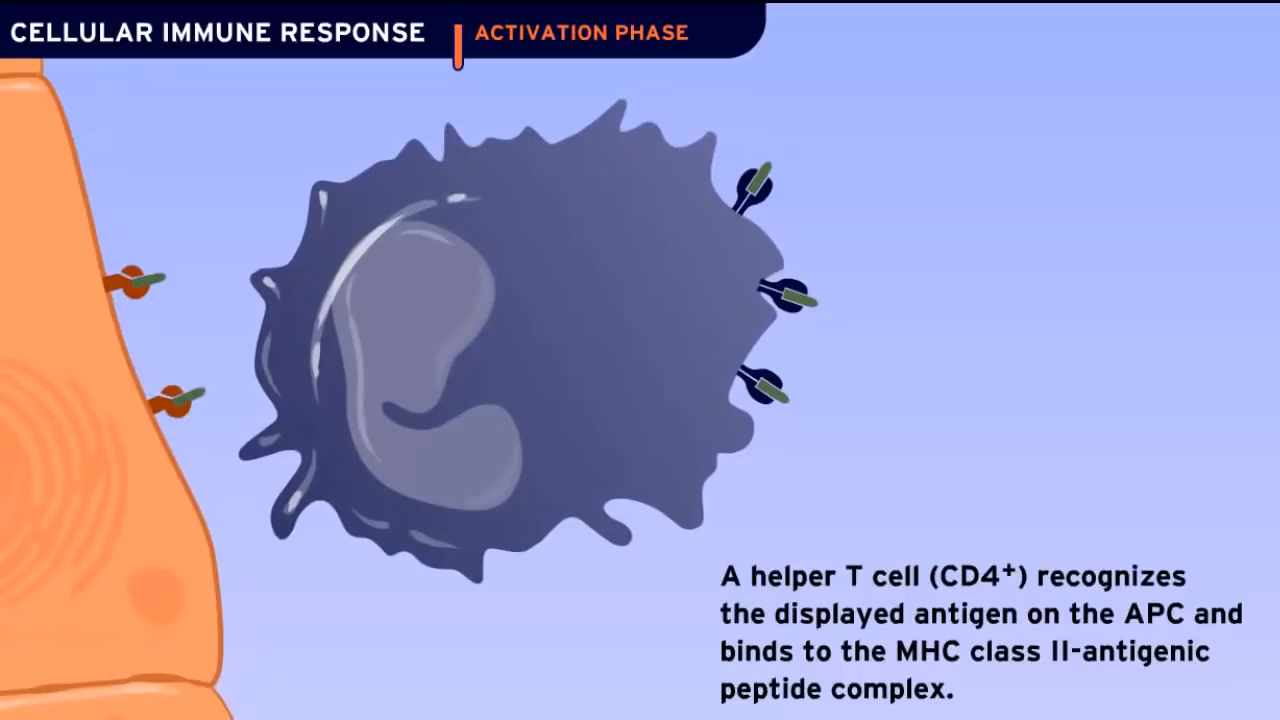 CELLULAR IMMUNE RESPONSE
ACTIVATION PHASE
A helper T cell (CD4⁺) recognizes
the displayed antigen on the APC and
binds to the MHC class II-antigenic
peptide complex.